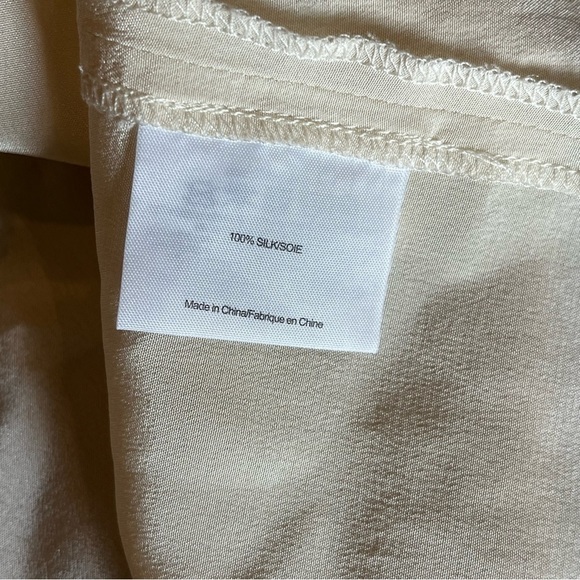 100% SILK/SOIE
Made in China/Fabrique en Chine